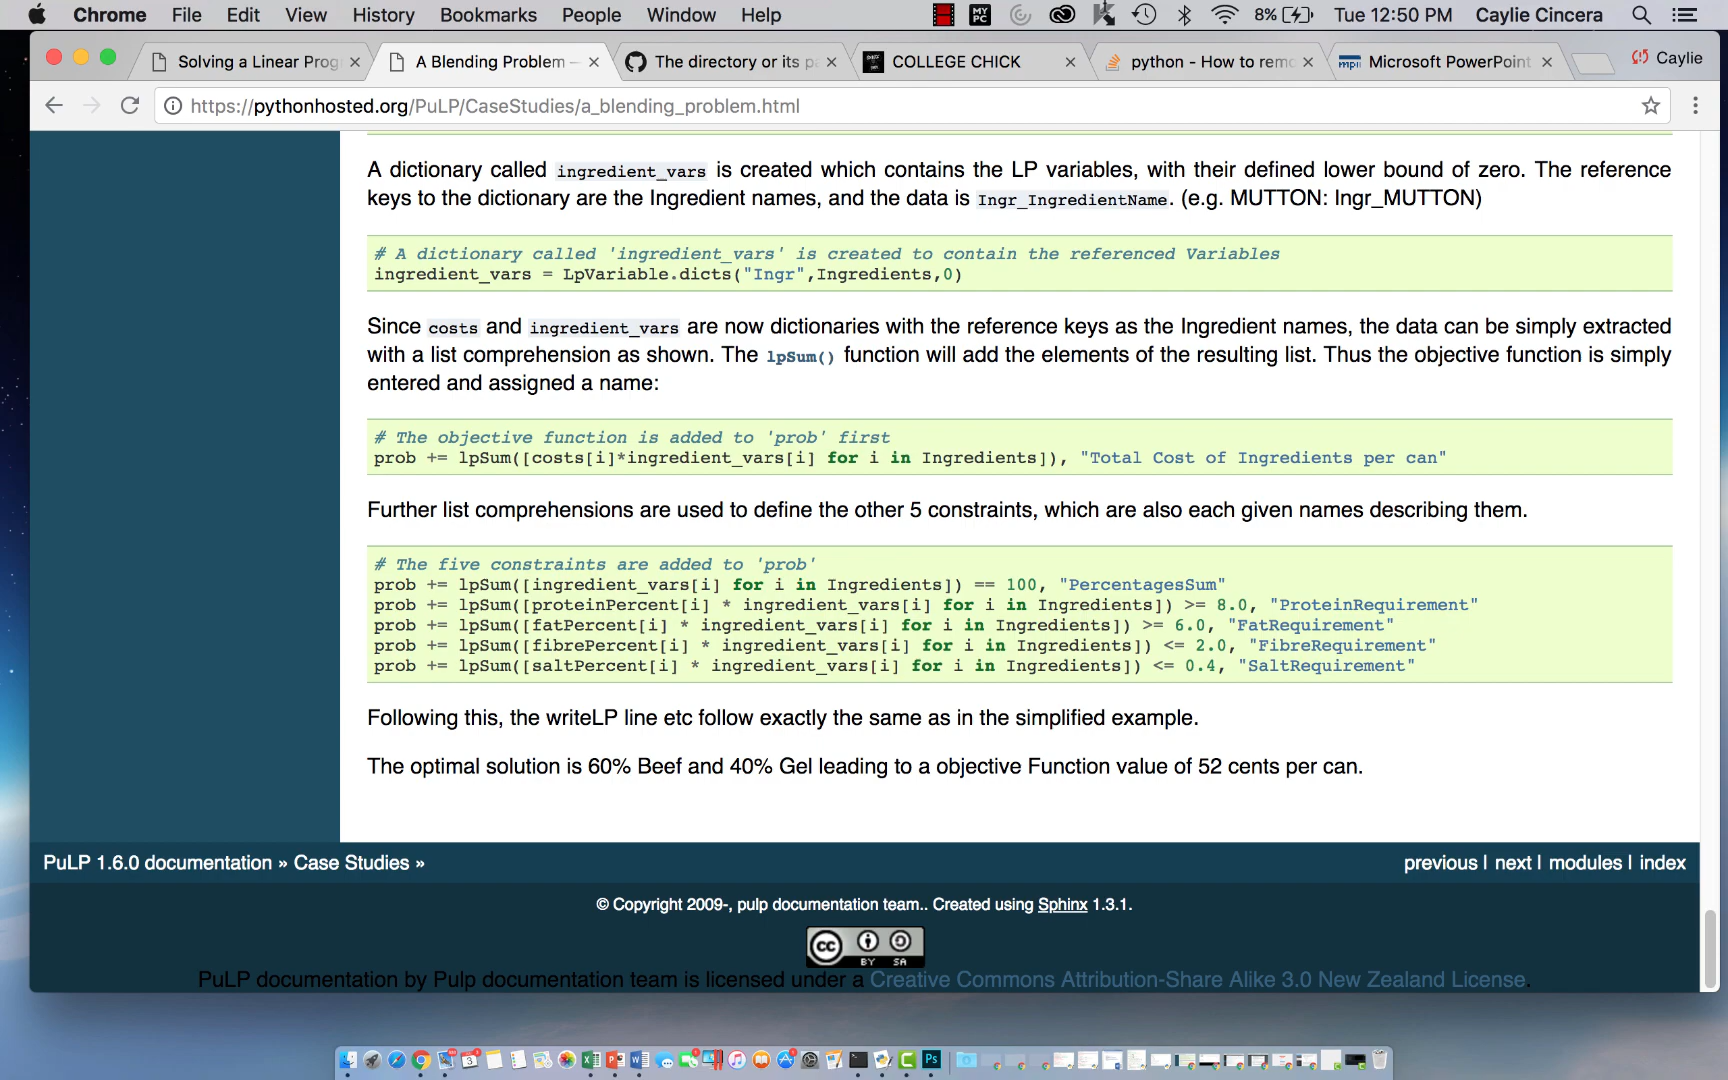 Chrome File Edit View History Bookmarks People Window Help 8% Tue 12:50 PM Caylie Cincera
Solving a Linear Prog A Blending Problem — The directory or its pa COLLEGE CHICK python - How to remo Microsoft PowerPoint Caylie
https://pythonhosted.org/PuLP/CaseStudies/a_blending_problem.html
A dictionary called ingredient_vars is created which contains the LP variables, with their defined lower bound of zero. The reference
keys to the dictionary are the Ingredient names, and the data is Ingr_IngredientName. (e.g. MUTTON: Ingr_MUTTON)
# A dictionary called 'ingredient_vars' is created to contain the referenced Variables
ingredient_vars = LpVariable.dicts("Ingr",Ingredients,0)
Since costs and ingredient_vars are now dictionaries with the reference keys as the Ingredient names, the data can be simply extracted
with a list comprehension as shown. The lpSum() function will add the elements of the resulting list. Thus the objective function is simply
entered and assigned a name:
# The objective function is added to 'prob' first
prob += lpSum([costs[i]*ingredient_vars[i] for i in Ingredients]), "Total Cost of Ingredients per can"
Further list comprehensions are used to define the other 5 constraints, which are also each given names describing them.
# The five constraints are added to 'prob'
prob += lpSum([ingredient_vars[i] for i in Ingredients]) == 100, "PercentagesSum"
prob += lpSum([proteinPercent[i] * ingredient_vars[i] for i in Ingredients]) >= 8.0, "ProteinRequirement"
prob += lpSum([fatPercent[i] * ingredient_vars[i] for i in Ingredients]) >= 6.0, "FatRequirement"
prob += lpSum([fibrePercent[i] * ingredient_vars[i] for i in Ingredients]) <= 2.0, "FibreRequirement"
prob += lpSum([saltPercent[i] * ingredient_vars[i] for i in Ingredients]) <= 0.4, "SaltRequirement"
Following this, the writeLP line etc follow exactly the same as in the simplified example.
The optimal solution is 60% Beef and 40% Gel leading to a objective Function value of 52 cents per can.
PuLP 1.6.0 documentation » Case Studies » previous | next | modules | index
© Copyright 2009-, pulp documentation team.. Created using Sphinx 1.3.1.
cc BY SA
PuLP documentation by Pulp documentation team is licensed under a Creative Commons Attribution-Share Alike 3.0 New Zealand License.